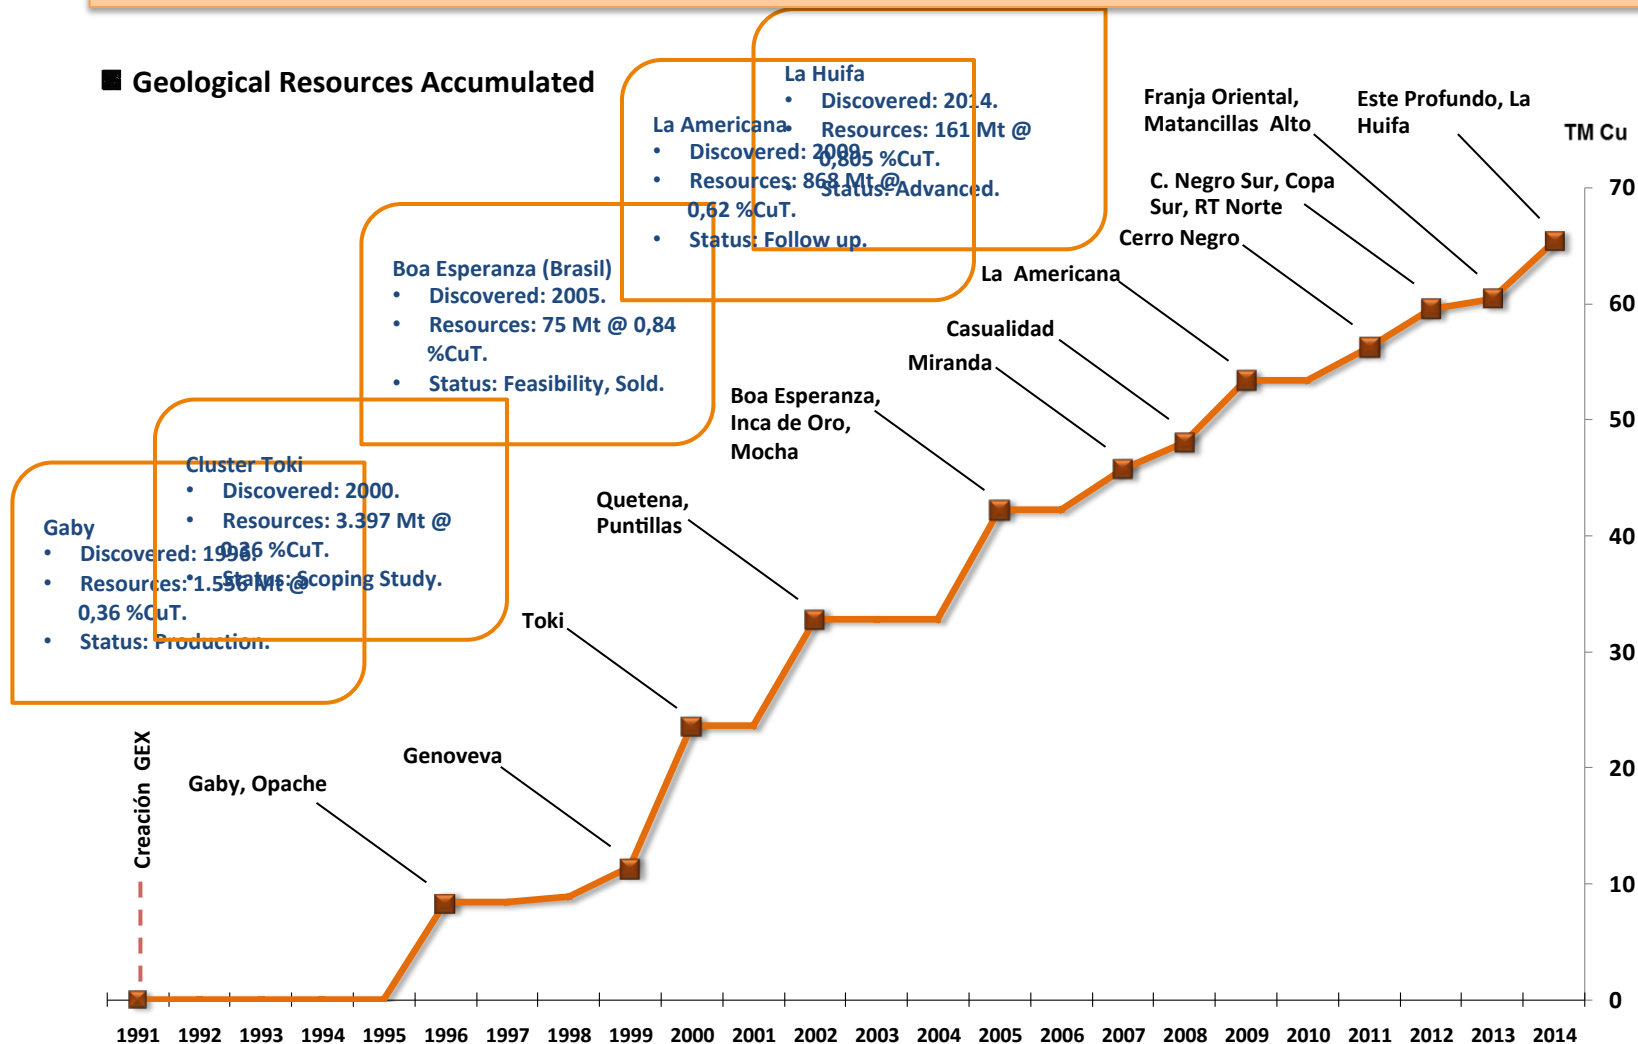 Geological Resources Accumulated
La Huifa
• Discovered: 2014.
• Resources: 161 Mt @
0,805 %CuT.
• Status: Advanced.
La Americana
• Discovered: 2009.
• Resources: 868 Mt @
0,62 %CuT.
• Status: Follow up.
Boa Esperanza (Brasil)
• Discovered: 2005.
• Resources: 75 Mt @ 0,84
%CuT.
• Status: Feasibility, Sold.
Cluster Toki
• Discovered: 2000.
• Resources: 3.397 Mt @
0,36 %CuT.
• Status: Scoping Study.
Gaby
• Discovered: 1996.
• Resources: 1.556 Mt @
0,36 %CuT.
• Status: Production.
Creación GEX
Gaby, Opache
Genoveva
Toki
Quetena,
Puntillas
Boa Esperanza,
Inca de Oro,
Mocha
Miranda
Casualidad
La Americana
Cerro Negro
C. Negro Sur, Copa
Sur, RT Norte
Franja Oriental,
Matancillas Alto
Este Profundo, La
Huifa
TM Cu
70
60
50
40
30
20
10
0
1991 1992 1993 1994 1995 1996 1997 1998 1999 2000 2001 2002 2003 2004 2005 2006 2007 2008 2009 2010 2011 2012 2013 2014